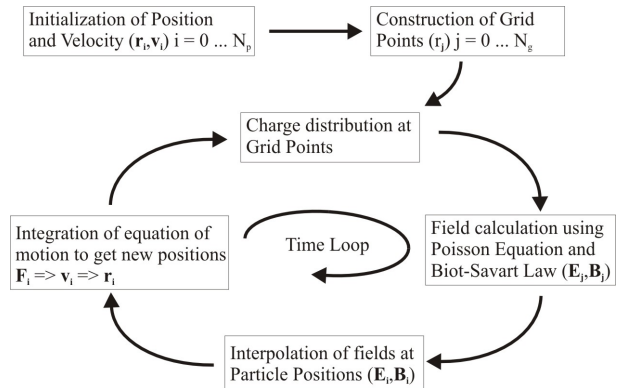 Initialization of Position
and Velocity (rᵢ,vᵢ) i = 0 ... Nₚ
Construction of Grid
Points (rⱼ) j = 0 ... N_g
Charge distribution at
Grid Points
Field calculation using
Poisson Equation and
Biot-Savart Law (Eⱼ,Bⱼ)
Interpolation of fields at
Particle Positions (Eᵢ,Bᵢ)
Integration of equation of
motion to get new positions
Fᵢ => vᵢ => rᵢ
Time Loop